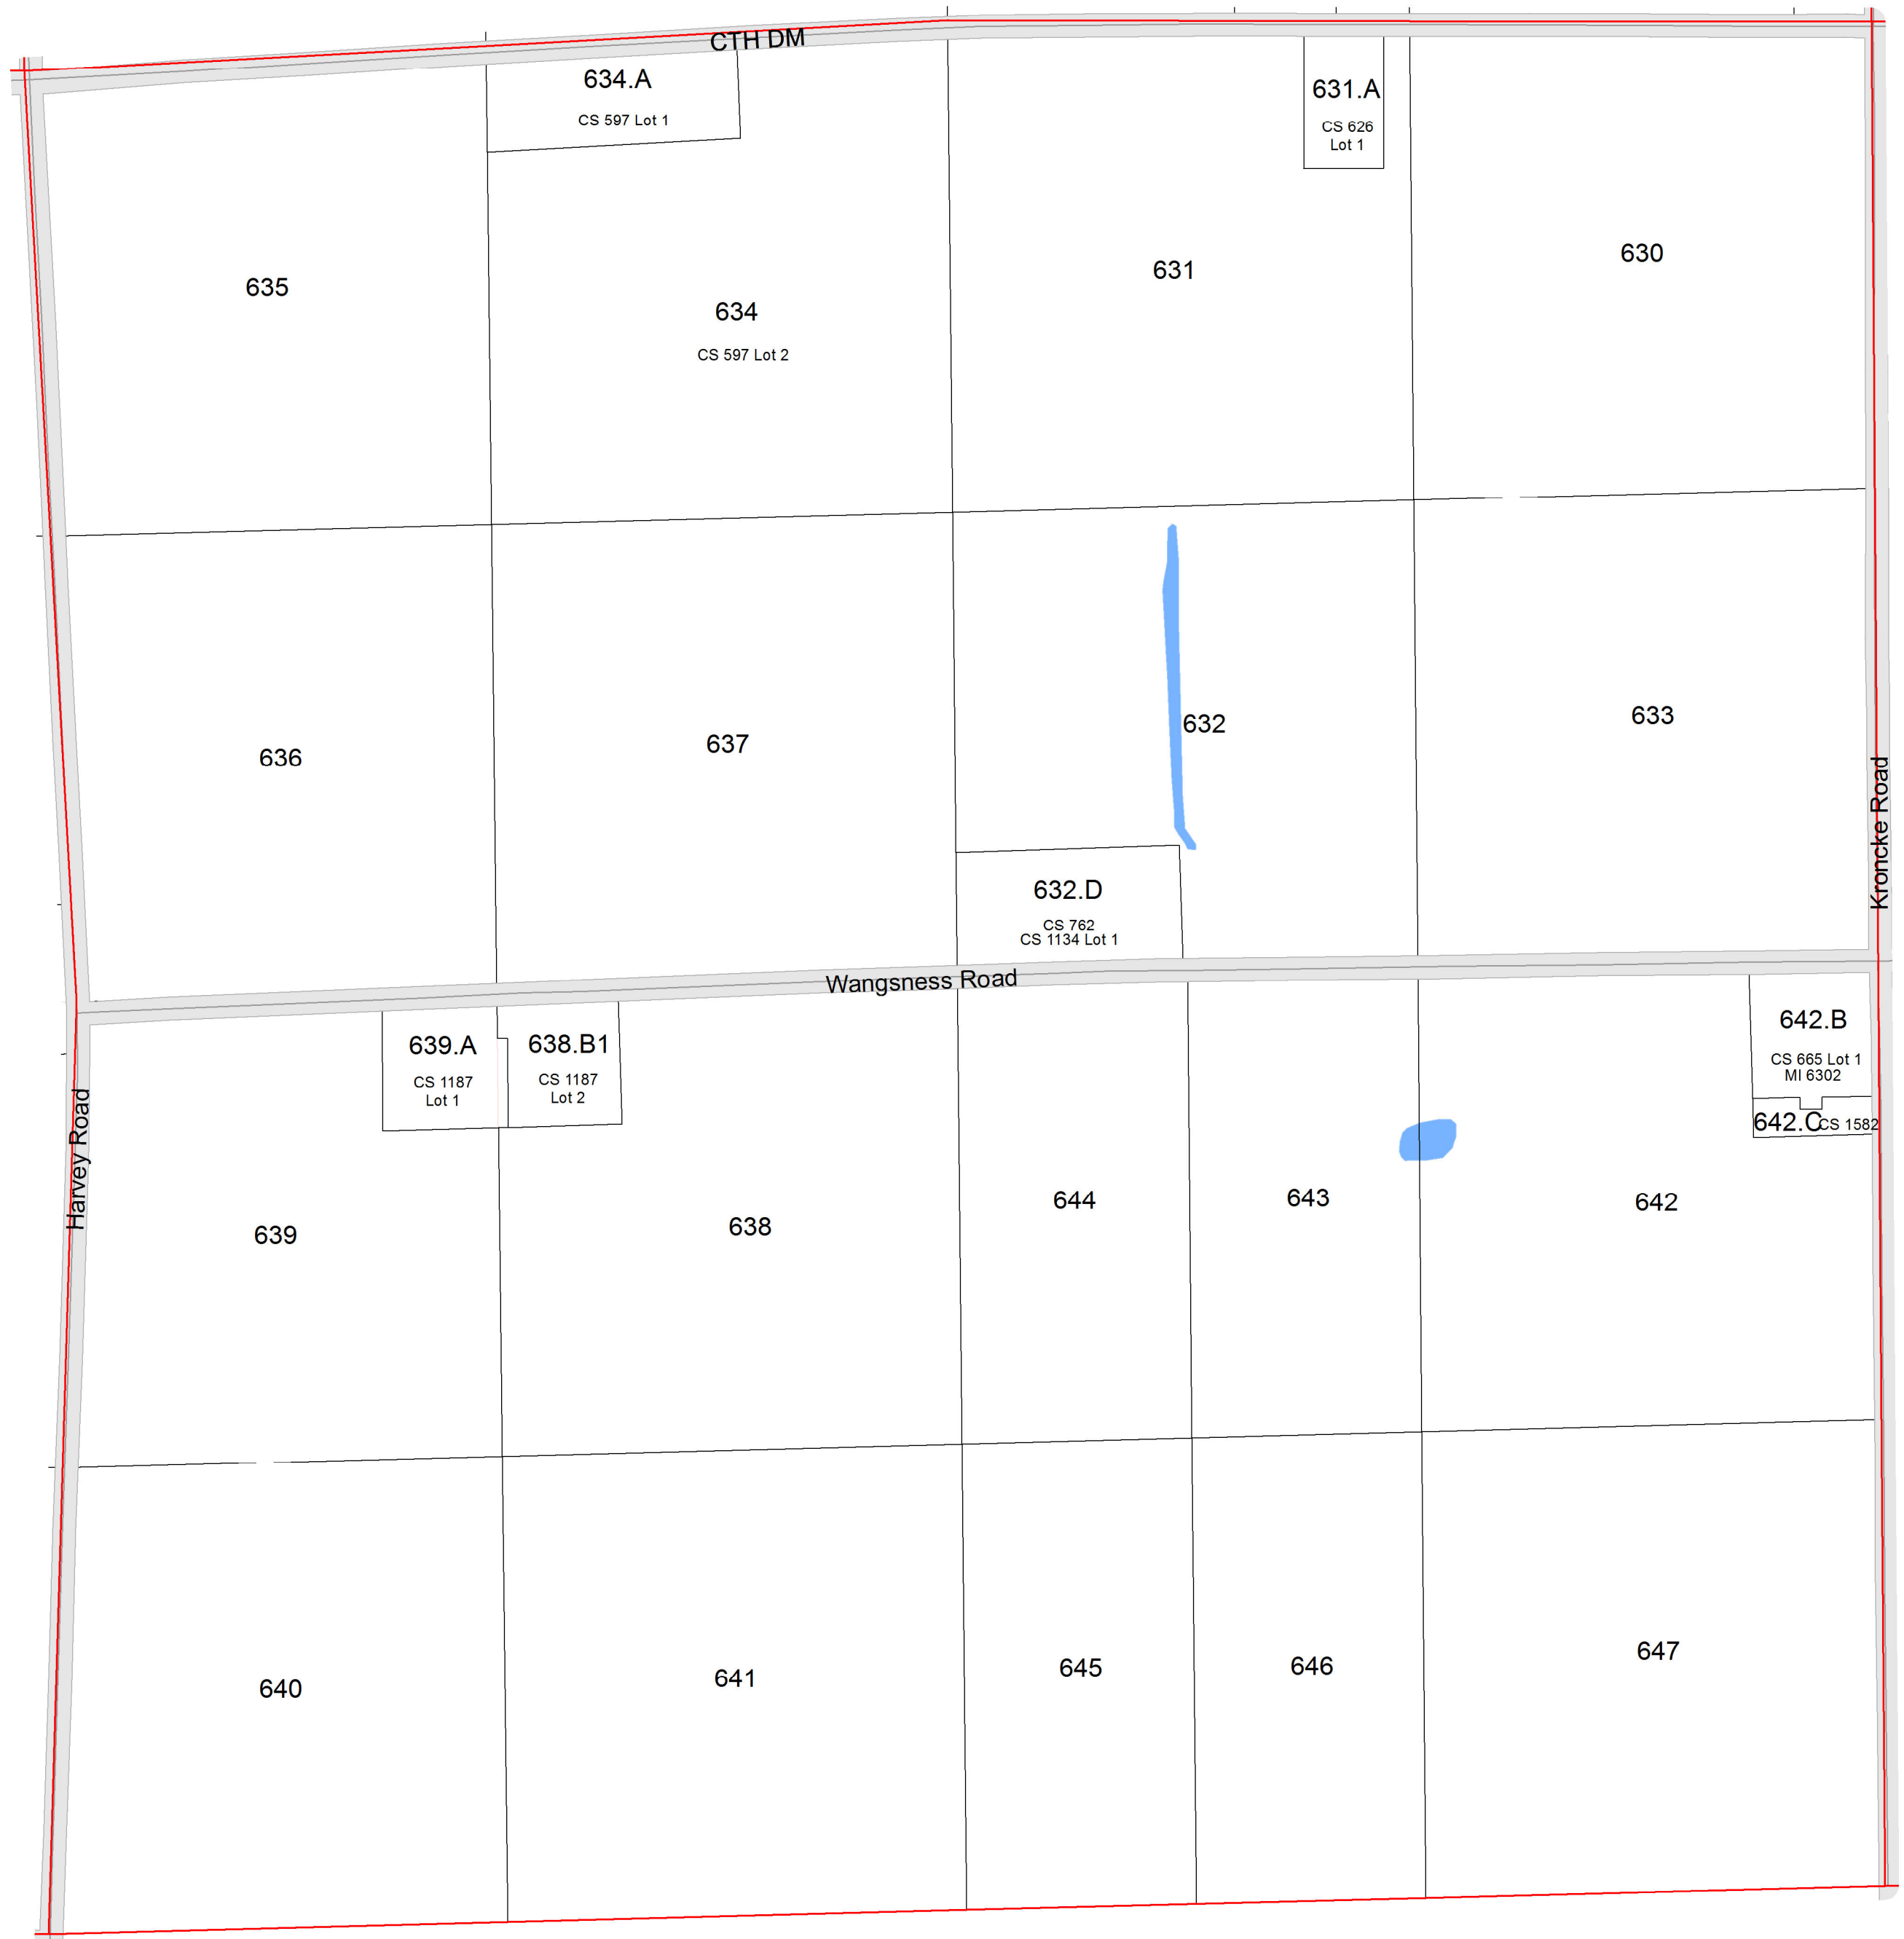 CTH DM
634.A
CS 597 Lot 1
631.A
CS 626
Lot 1
635
634
CS 597 Lot 2
631
630
636
637
632
633
Kroncke Road
632.D
CS 762
CS 1134 Lot 1
Wangsness Road
639.A
CS 1187
Lot 1
638.B1
CS 1187
Lot 2
642.B
CS 665 Lot 1
MI 6302
642.C
CS 1582
Harvey Road
639
638
644
643
642
640
641
645
646
647